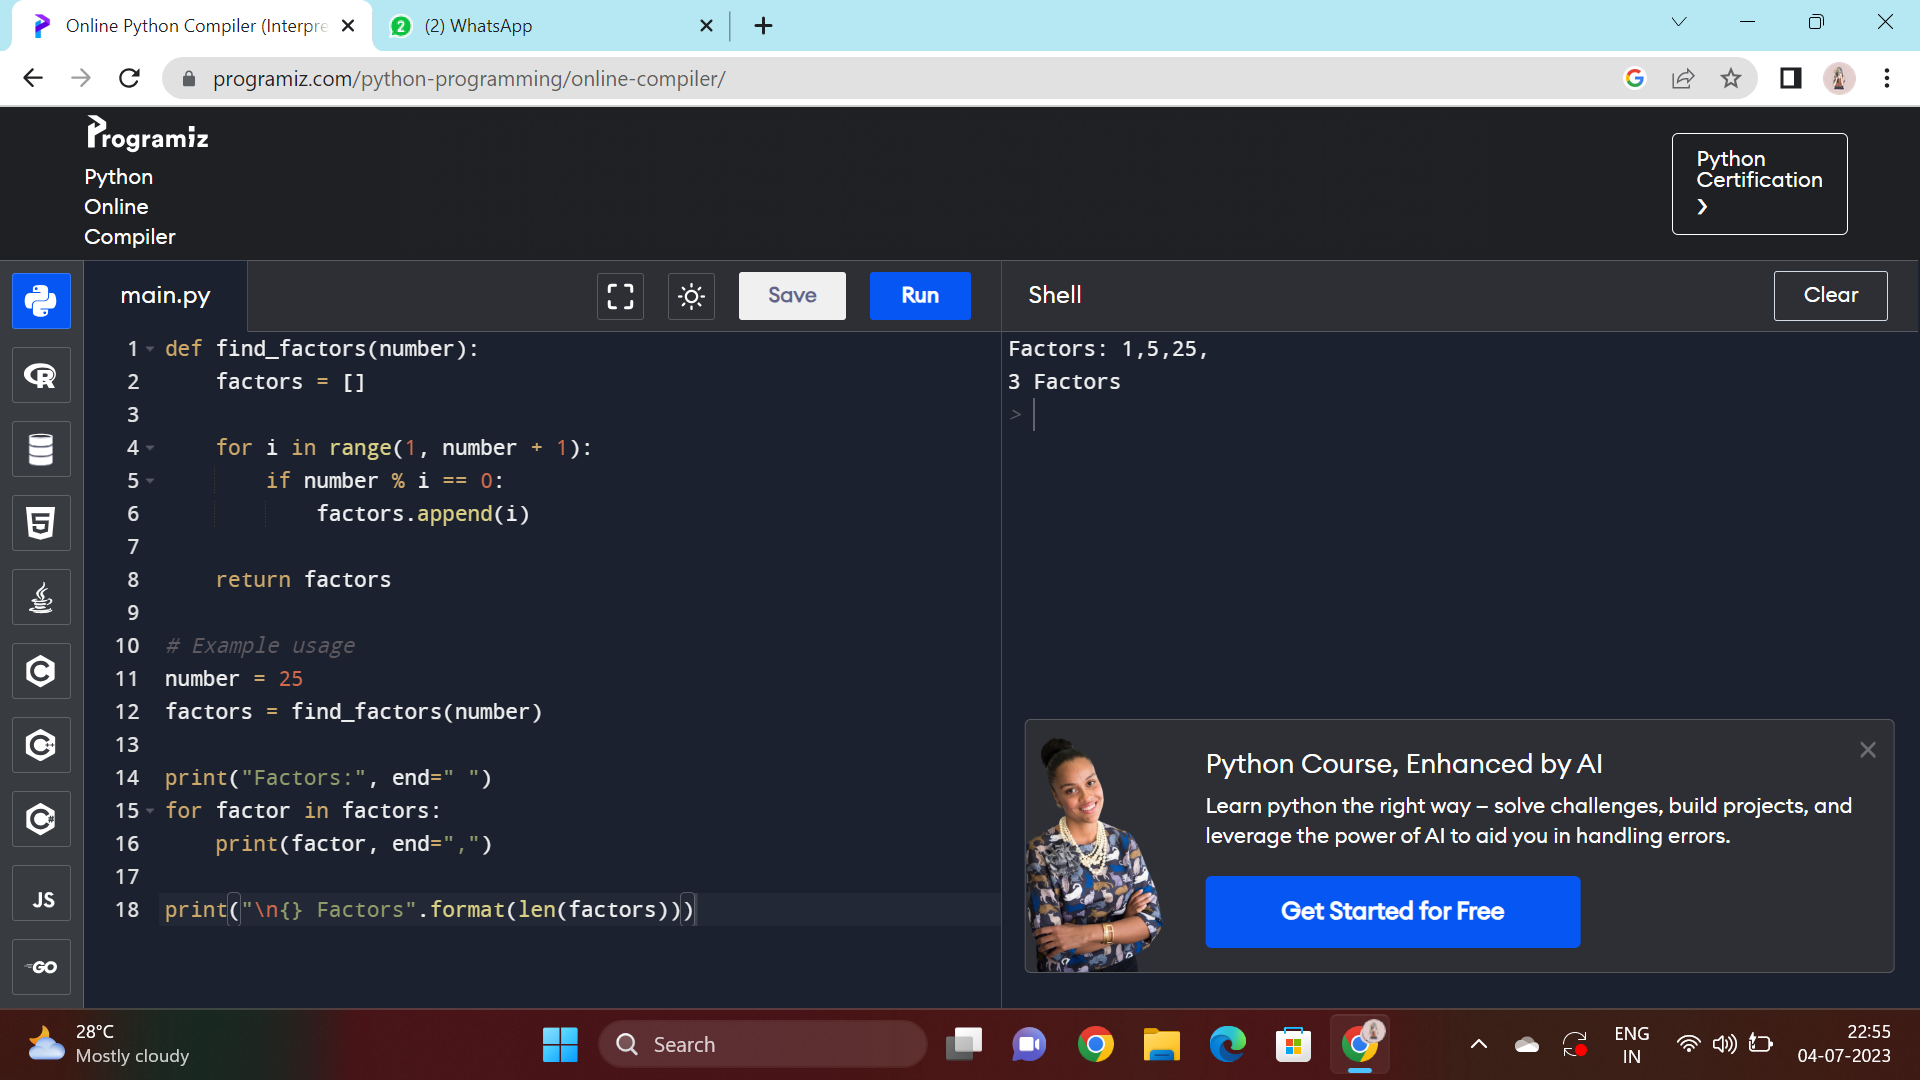 Online Python Compiler (Interpre
(2) WhatsApp
programiz.com/python-programming/online-compiler/
Programiz
Python
Online
Compiler
Python
Certification
main.py
Save
Run
Shell
Clear
1 def find_factors(number):
2     factors = []
3
4     for i in range(1, number + 1):
5         if number % i == 0:
6             factors.append(i)
7
8     return factors
9
10 # Example usage
11 number = 25
12 factors = find_factors(number)
13
14 print("Factors:", end=" ")
15 for factor in factors:
16     print(factor, end=",")
17
18 print("\n{} Factors".format(len(factors)))
Factors: 1,5,25,
3 Factors
>
JS
GO
Python Course, Enhanced by AI
Learn python the right way – solve challenges, build projects, and
leverage the power of AI to aid you in handling errors.
Get Started for Free
28°C
Mostly cloudy
Search
ENG
IN
22:55
04-07-2023